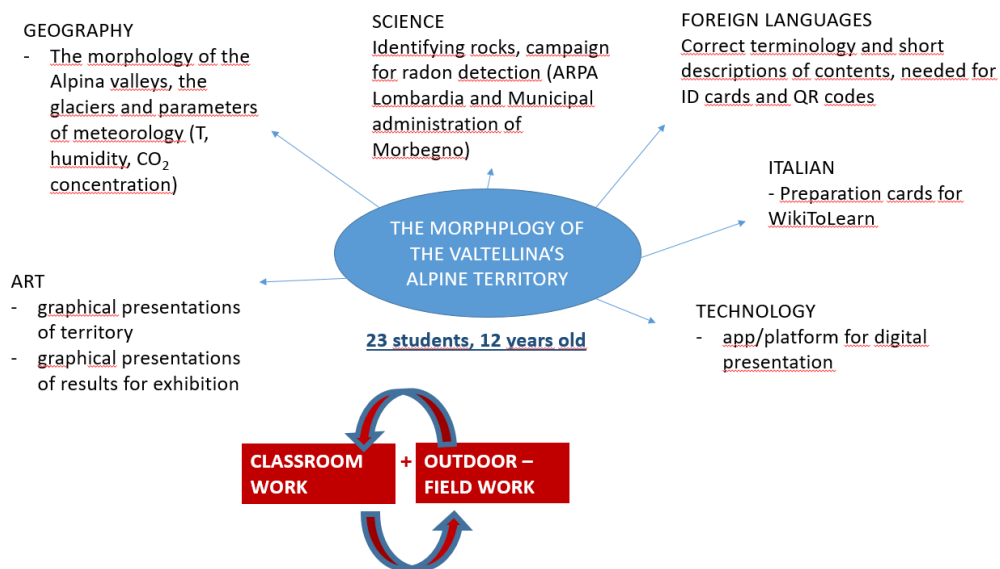 GEOGRAPHY
- The morphology of the
Alpina valleys, the
glaciers and parameters
of meteorology (T,
humidity, CO₂
concentration)
SCIENCE
Identifying rocks, campaign
for radon detection (ARPA
Lombardia and Municipal
administration of
Morbegno)
FOREIGN LANGUAGES
Correct terminology and short
descriptions of contents, needed for
ID cards and QR codes
ITALIAN
- Preparation cards for
WikiToLearn
THE MORPHPLOGY OF
THE VALTELLINA'S
ALPINE TERRITORY
ART
- graphical presentations
of territory
- graphical presentations
of results for exhibition
23 students, 12 years old
TECHNOLOGY
- app/platform for digital
presentation
CLASSROOM
WORK
+
OUTDOOR –
FIELD WORK